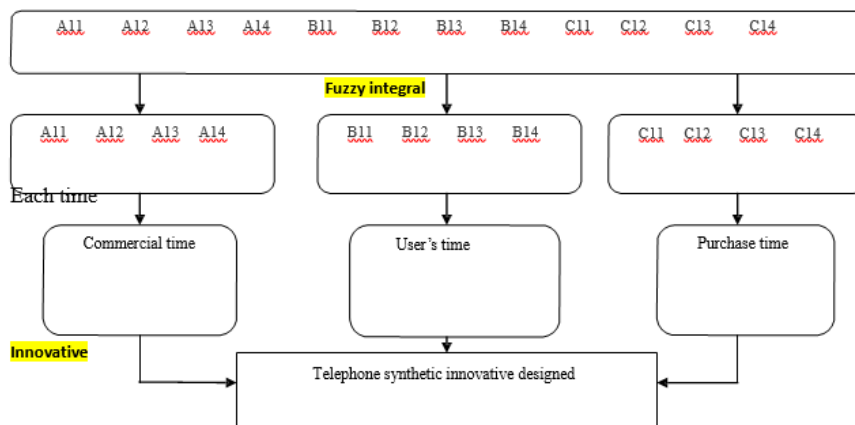 A11 A12 A13 A14 B11 B12 B13 B14 C11 C12 C13 C14
Fuzzy integral
A11 A12 A13 A14 B11 B12 B13 B14 C11 C12 C13 C14
Each time
Commercial time User's time Purchase time
Innovative
Telephone synthetic innovative designed